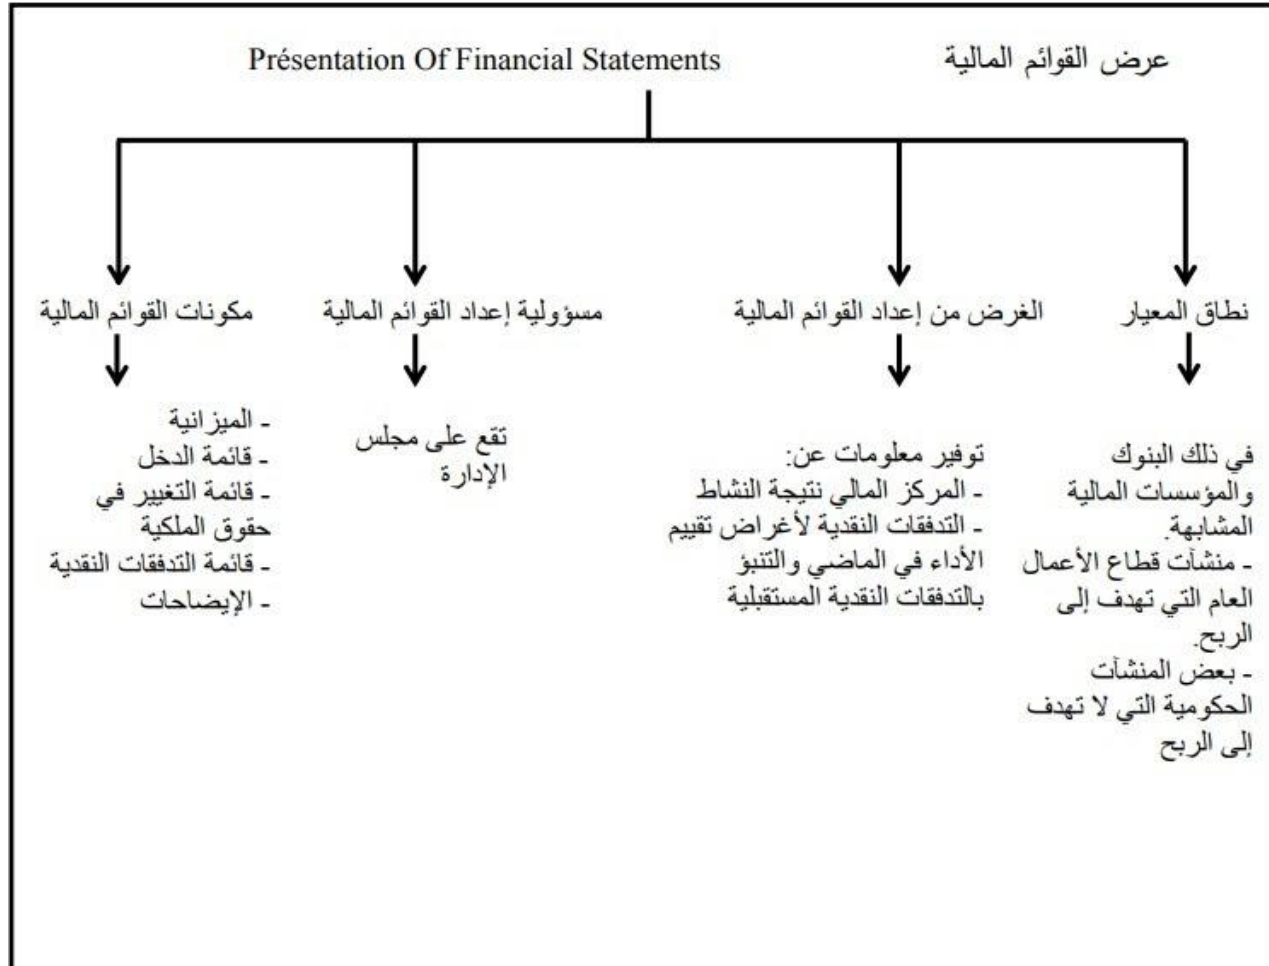 عرض القوائم المالية
Présentation Of Financial Statements
نطاق المعيار
في ذلك البنوك
والمؤسسات المالية
المشابهة.
- منشآت قطاع الأعمال
العام التي تهدف إلى
الربح.
- بعض المنشآت
الحكومية التي لا تهدف
إلى الربح
الغرض من إعداد القوائم المالية
توفير معلومات عن:
- المركز المالي نتيجة النشاط
- التدفقات النقدية لأغراض تقييم
الأداء في الماضي والتنبؤ
بالتدفقات النقدية المستقبلية
مسؤولية إعداد القوائم المالية
تقع على مجلس
الإدارة
مكونات القوائم المالية
- الميزانية
- قائمة الدخل
- قائمة التغيير في
حقوق الملكية
- قائمة التدفقات النقدية
- الإيضاحات